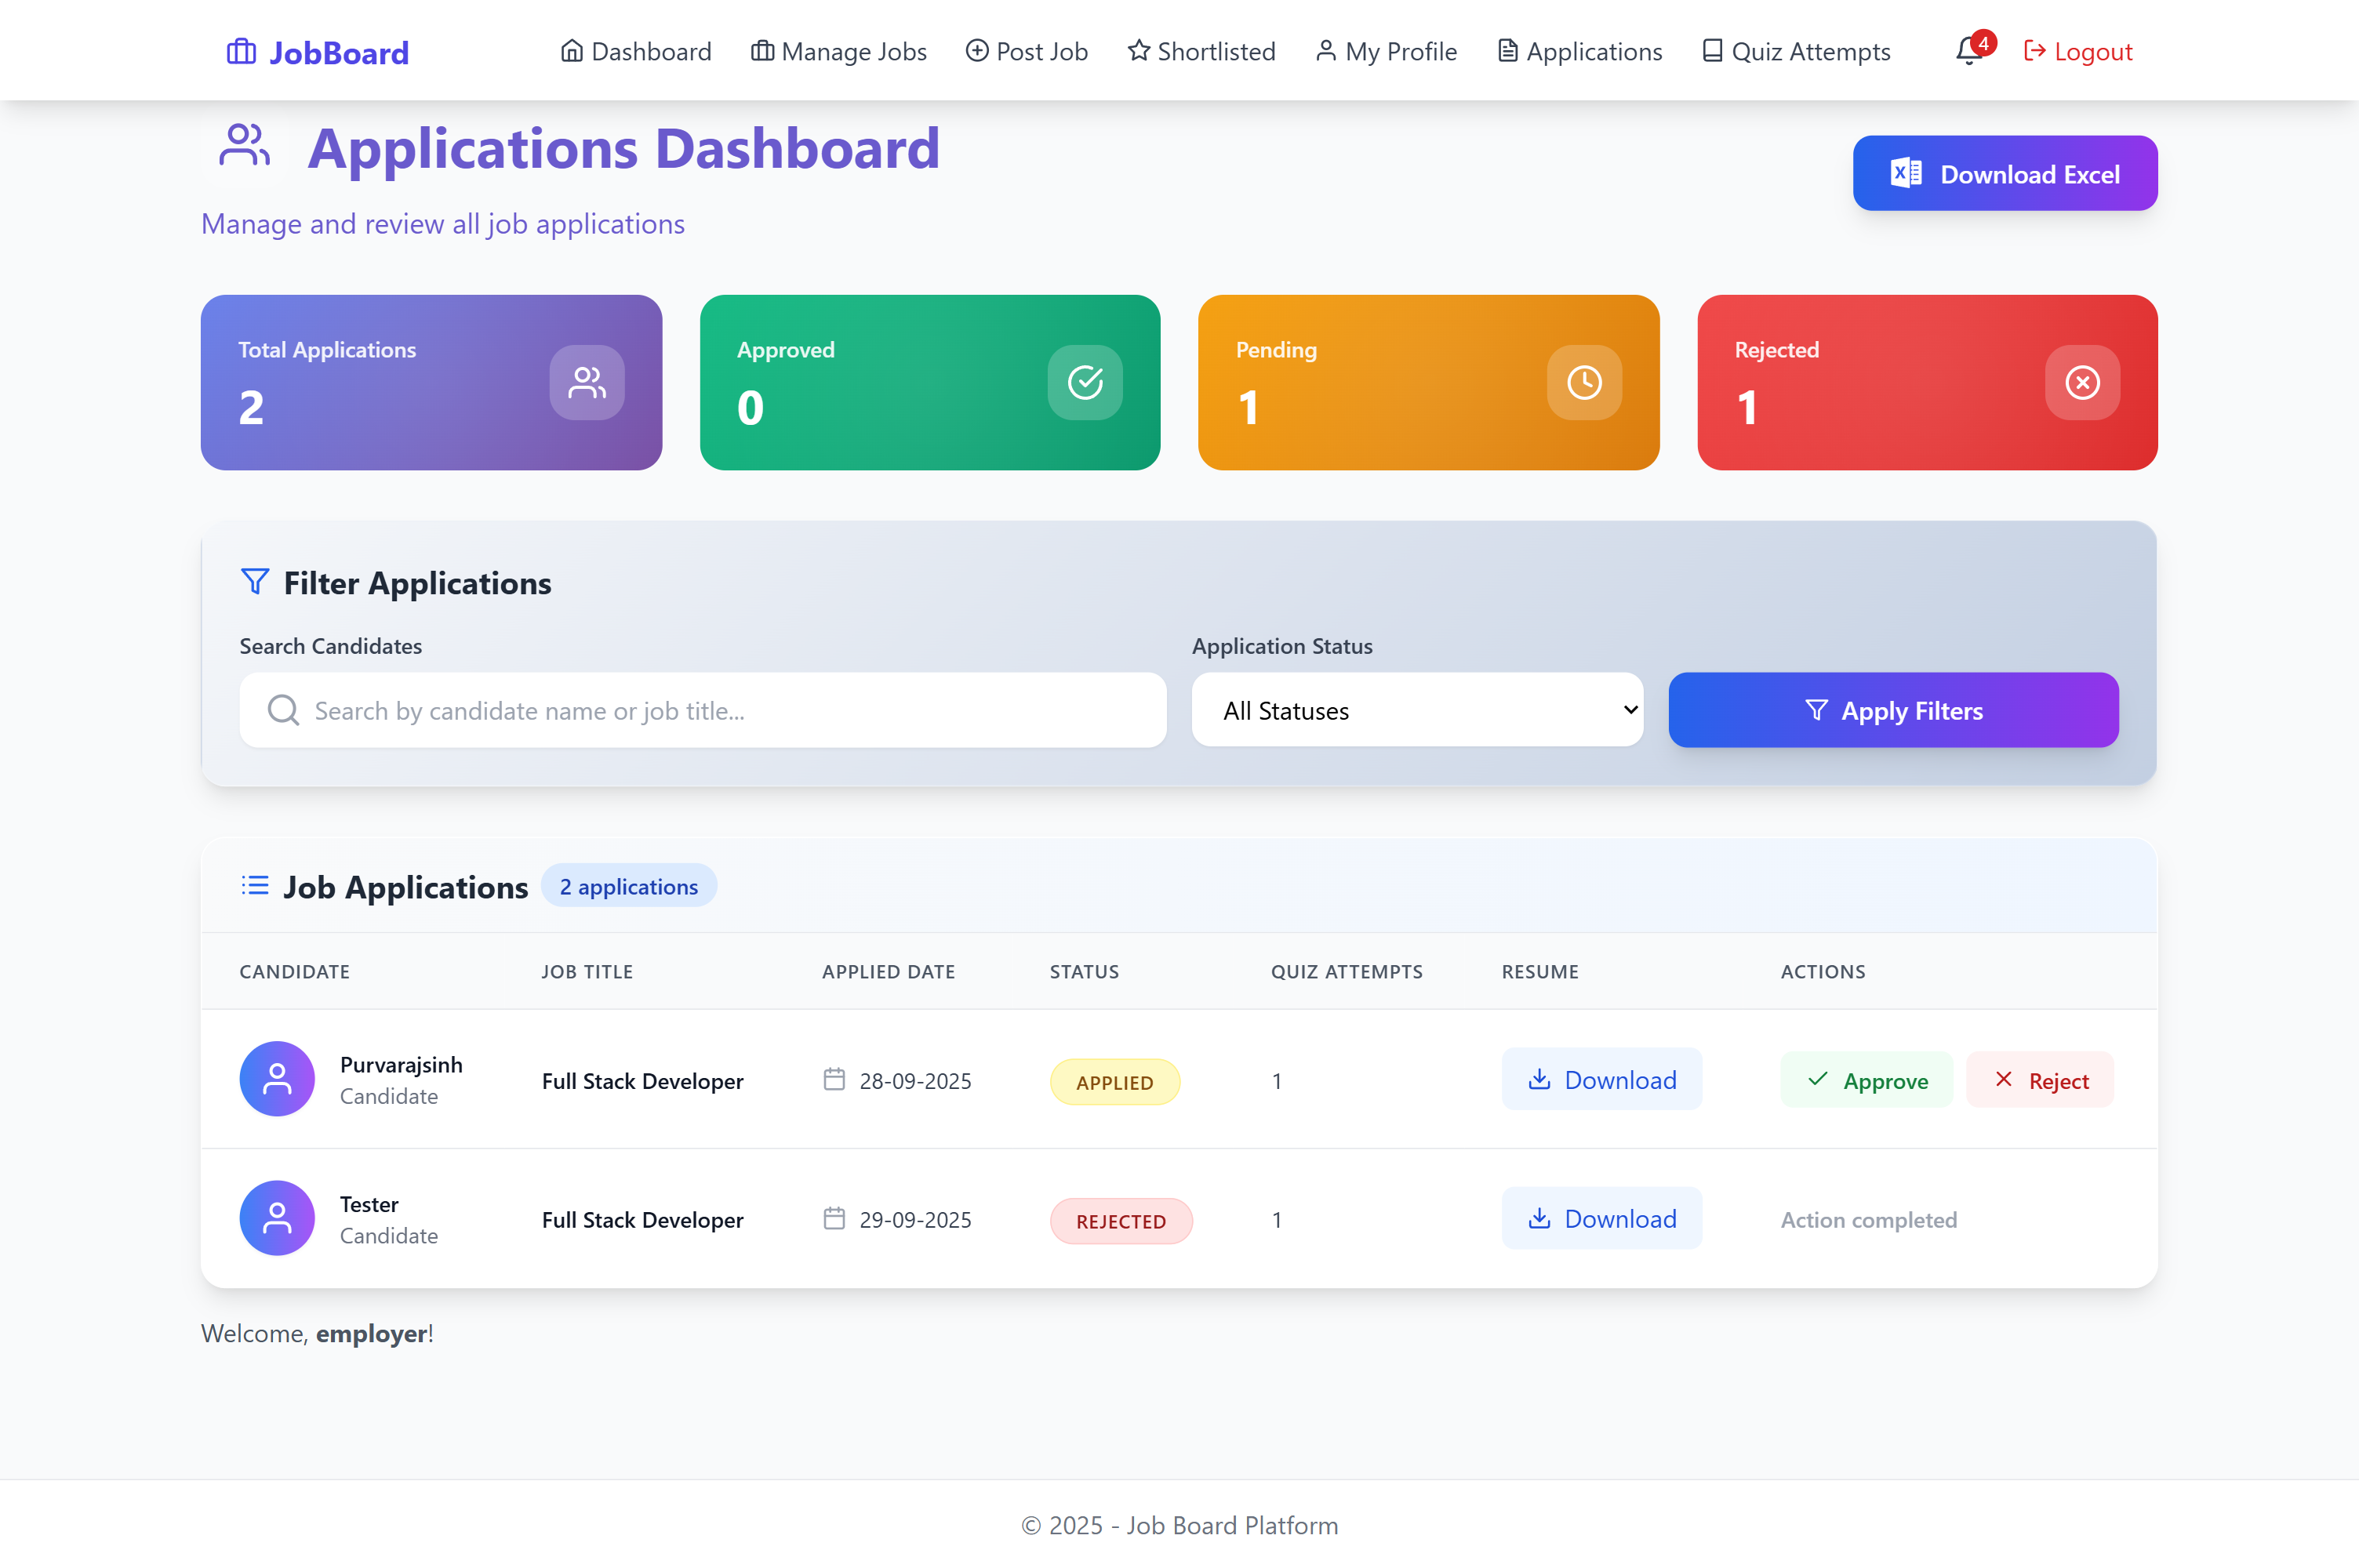 JobBoard Dashboard Manage Jobs Post Job Shortlisted My Profile Applications Quiz Attempts 4 Logout
Applications Dashboard
Download Excel
Manage and review all job applications
Total Applications Approved Pending Rejected
2 0 1 1
Filter Applications
Search Candidates Application Status
Search by candidate name or job title... All Statuses Apply Filters
Job Applications 2 applications
CANDIDATE JOB TITLE APPLIED DATE STATUS QUIZ ATTEMPTS RESUME ACTIONS
Purvarajsinh
Candidate
Full Stack Developer 28-09-2025 APPLIED 1 Download Approve Reject
Tester
Candidate
Full Stack Developer 29-09-2025 REJECTED 1 Download Action completed
Welcome, employer!
© 2025 - Job Board Platform